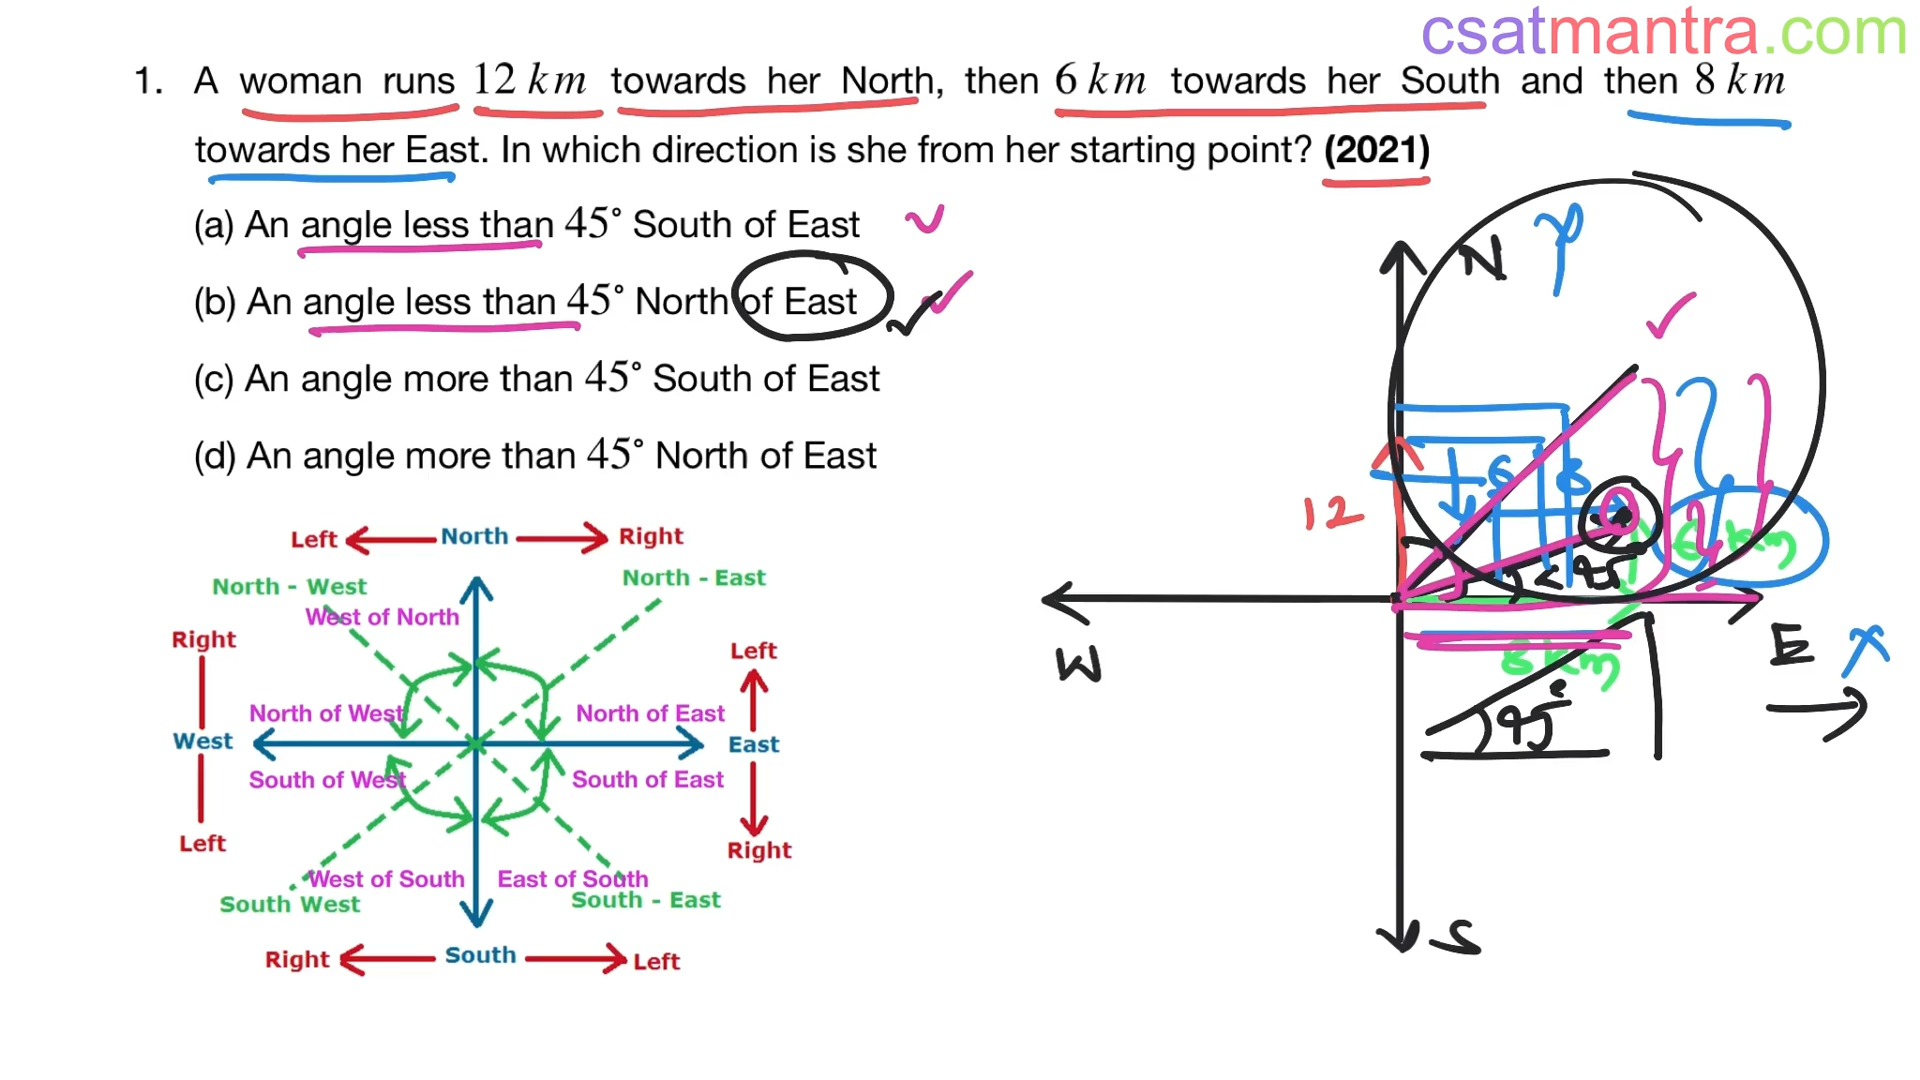 csatmantra.com
1. A woman runs 12 km towards her North, then 6 km towards her South and then 8 km
towards her East. In which direction is she from her starting point? (2021)
(a) An angle less than 45° South of East
(b) An angle less than 45° North of East
(c) An angle more than 45° South of East
(d) An angle more than 45° North of East
Left North Right
North - West North - East
West of North
Right Left
North of West North of East
West East
South of West South of East
Left Right
West of South East of South
South West South - East
Right South Left
N y
12 6 8
< 45 6 km
W E x
8 km
45°
S